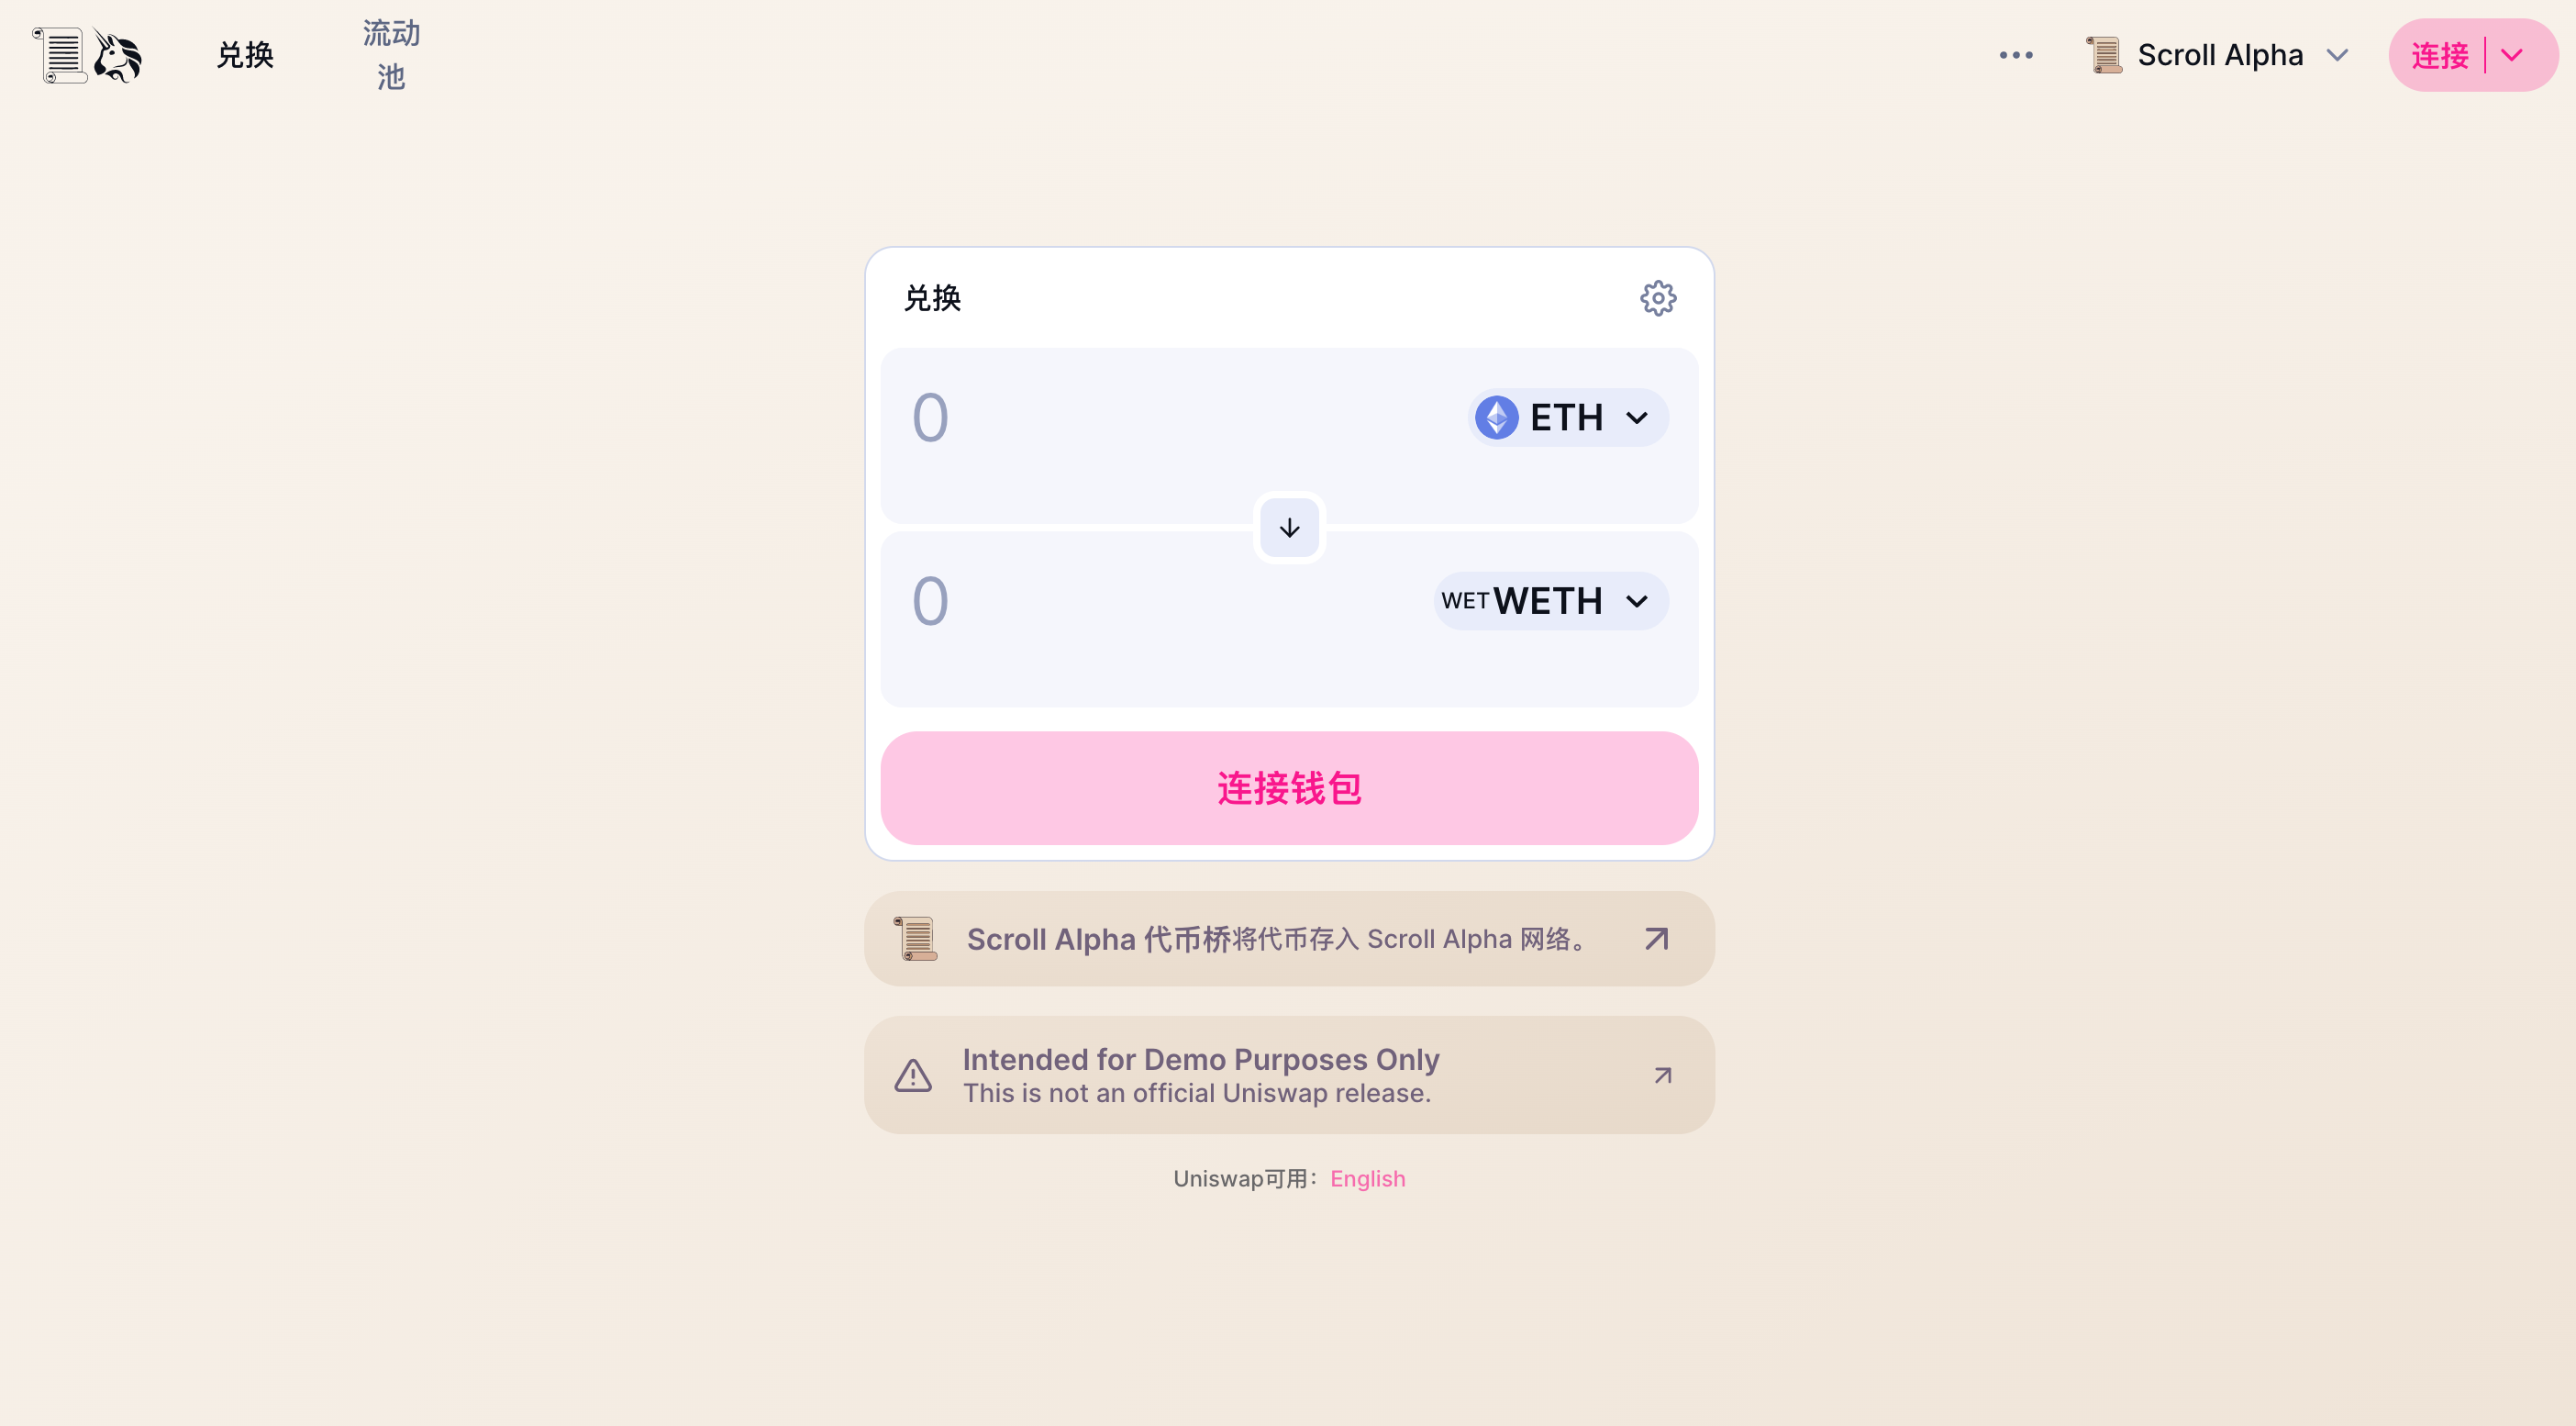 兑换
流动
池
Scroll Alpha
连接
兑换
0
ETH
0
WET WETH
连接钱包
Scroll Alpha 代币桥将代币存入 Scroll Alpha 网络。
Intended for Demo Purposes Only
This is not an official Uniswap release.
Uniswap可用： English